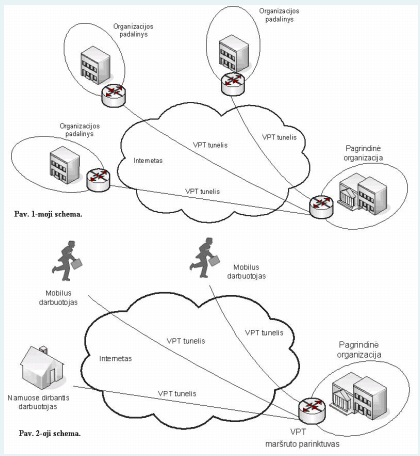 Organizacijos
padalinys
Organizacijos
padalinys
Organizacijos
padalinys
VPT tunelis
VPT tunelis
Internetas
Pagrindinė
organizacija
VPT tunelis
Pav. 1-moji schema.
Mobilus
darbuotojas
Mobilus
darbuotojas
VPT tunelis
VPT tunelis
Internetas
Pagrindinė
organizacija
VPT tunelis
Namuose dirbantis
darbuotojas
Pav. 2-oji schema.
VPT
maršruto parinktuvas